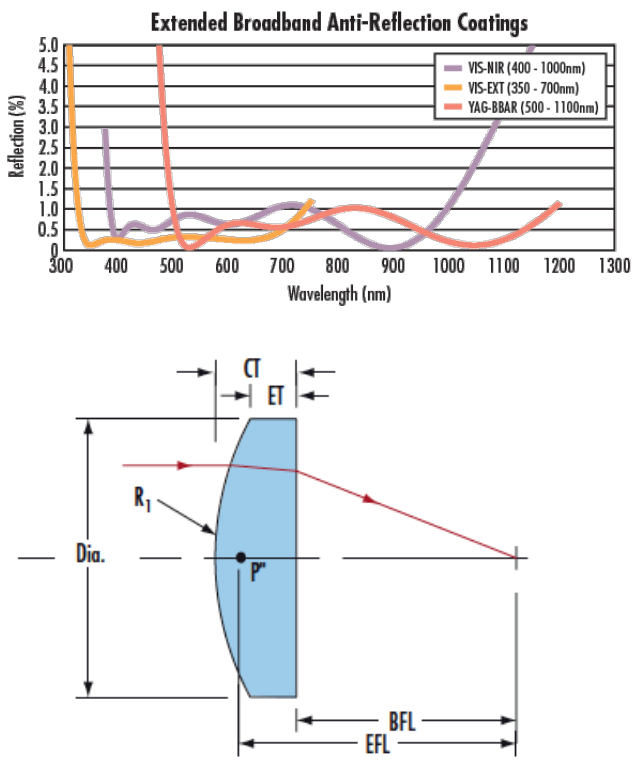 Extended Broadband Anti-Reflection Coatings
Reflection (%)
5.0
4.5
4.0
3.5
3.0
2.5
2.0
1.5
1.0
0.5
0
VIS-NIR (400 - 1000nm)
VIS-EXT (350 - 700nm)
YAG-BBAR (500 - 1100nm)
300 400 500 600 700 800 900 1000 1100 1200 1300
Wavelength (nm)
CT
ET
R1
Dia.
P"
BFL
EFL